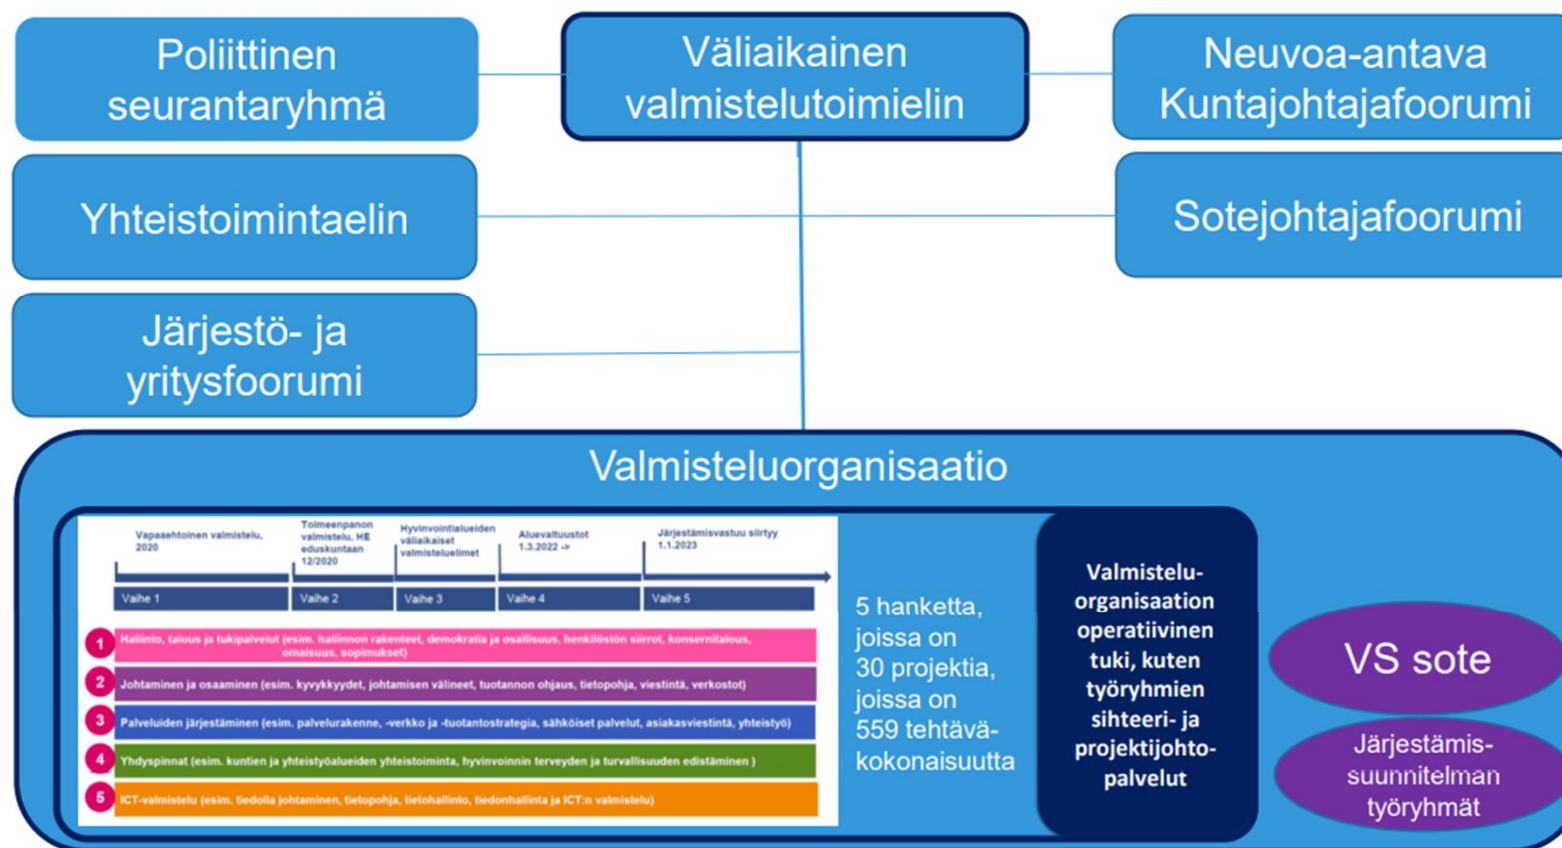 Poliittinen
seurantaryhmä
Väliaikainen
valmistelutoimielin
Neuvoa-antava
Kuntajohtajafoorumi
Yhteistoimintaelin
Sotejohtajafoorumi
Järjestö- ja
yritysfoorumi
Valmisteluorganisaatio
Vapaaehtoinen valmistelu,
2020
Toimeenpanon
valmistelu, HE
eduskuntaan
12/2020
Hyvinvointialueiden
väliaikaiset
valmisteluelimet
Aluevaltuustot
1.3.2022 ->
Järjestämisvastuu siirtyy
1.1.2023
Vaihe 1
Vaihe 2
Vaihe 3
Vaihe 4
Vaihe 5
1 Hallinto, talous ja tukipalvelut (esim. hallinnon rakenteet, demokratia ja osallisuus, henkilöstön siirrot, konsernitalous,
omaisuus, sopimukset)
2 Johtaminen ja osaaminen (esim. kyvykkyydet, johtamisen välineet, tuotannon ohjaus, tietopohja, viestintä, verkostot)
3 Palveluiden järjestäminen (esim. palvelurakenne, -verkko ja -tuotantostrategia, sähköiset palvelut, asiakasviestintä, yhteistyö)
4 Yhdyspinnat (esim. kuntien ja yhteistyöalueiden yhteistoiminta, hyvinvoinnin terveyden ja turvallisuuden edistäminen )
5 ICT-valmistelu (esim. tiedolla johtaminen, tietopohja, tietohallinto, tiedonhallinta ja ICT:n valmistelu)
5 hanketta,
joissa on
30 projektia,
joissa on
559 tehtävä-
kokonaisuutta
Valmistelu-
organisaation
operatiivinen
tuki, kuten
työryhmien
sihteeri- ja
projektijohto-
palvelut
VS sote
Järjestämis-
suunnitelman
työryhmät